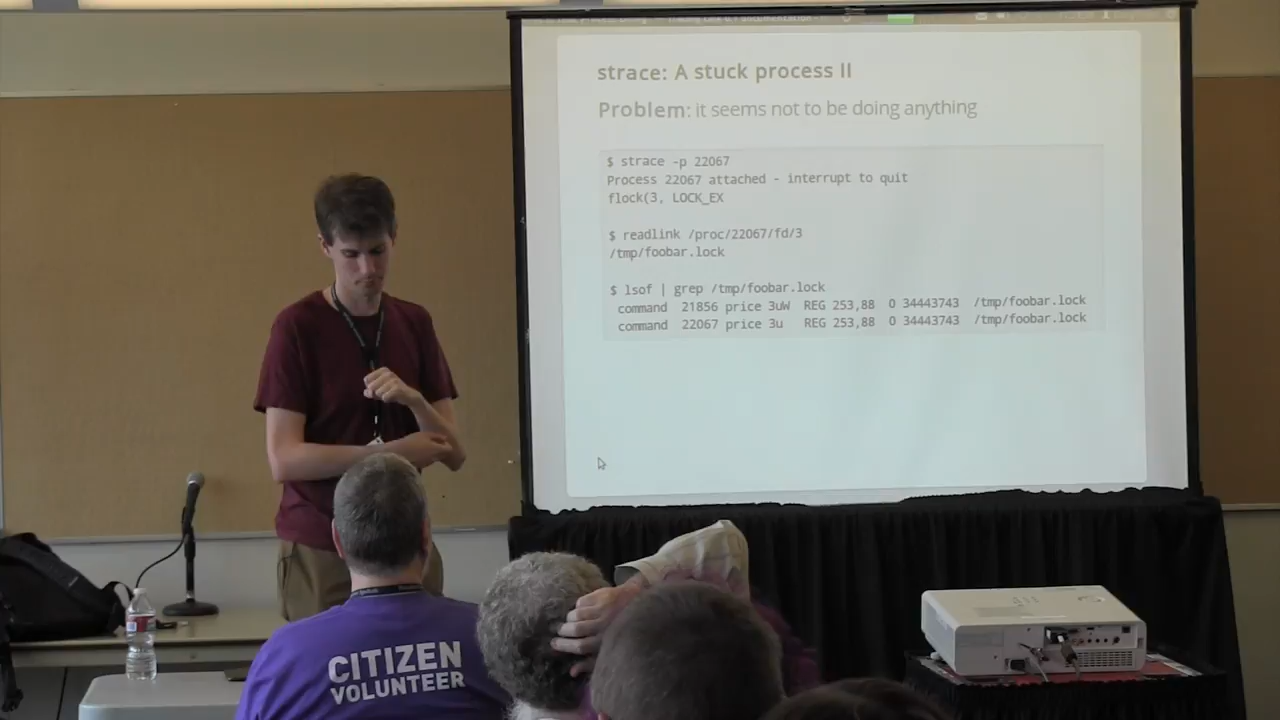 strace: A stuck process II
Problem: it seems not to be doing anything
$ strace -p 22067
Process 22067 attached - interrupt to quit
flock(3, LOCK_EX
$ readlink /proc/22067/fd/3
/tmp/foobar.lock
$ lsof | grep /tmp/foobar.lock
command 21856 price 3uW REG 253,88 0 34443743 /tmp/foobar.lock
command 22067 price 3u REG 253,88 0 34443743 /tmp/foobar.lock
CITIZEN
VOLUNTEER